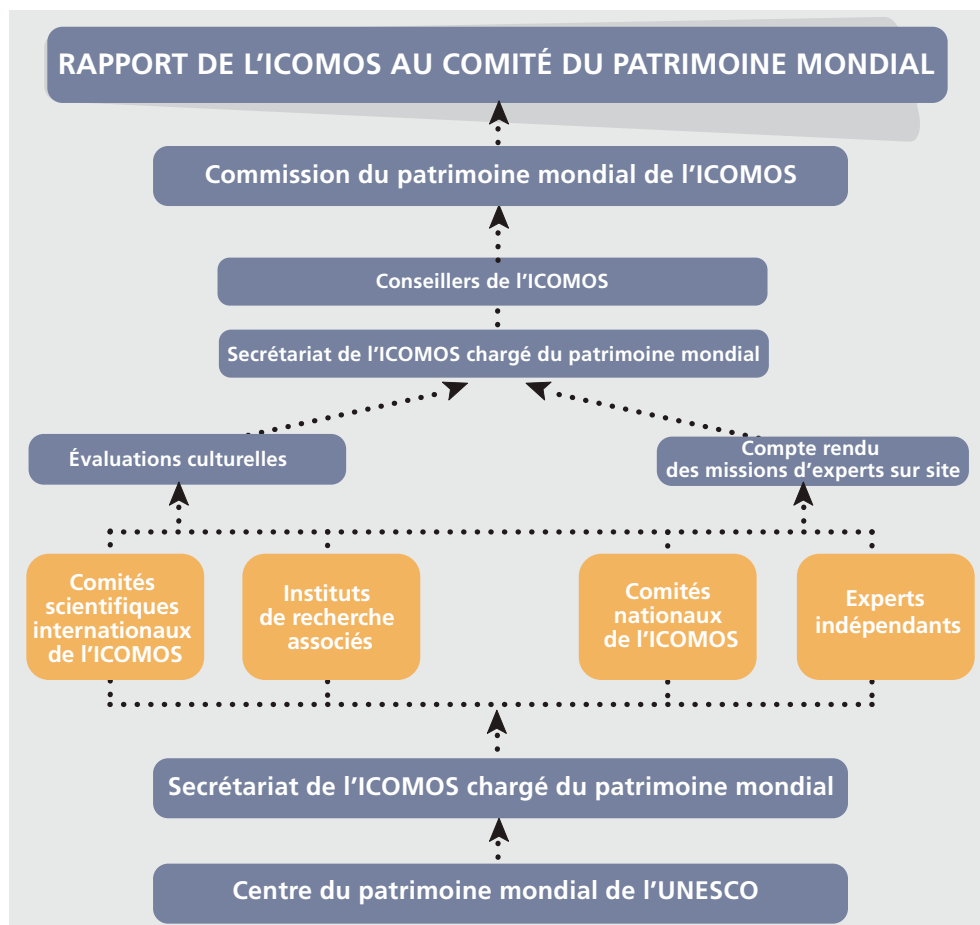 RAPPORT DE L'ICOMOS AU COMITÉ DU PATRIMOINE MONDIAL
Commission du patrimoine mondial de l'ICOMOS
Conseillers de l'ICOMOS
Secrétariat de l'ICOMOS chargé du patrimoine mondial
Évaluations culturelles
Compte rendu
des missions d'experts sur site
Comités
scientifiques
internationaux
de l'ICOMOS
Instituts
de recherche
associés
Comités
nationaux
de l'ICOMOS
Experts
indépendants
Secrétariat de l'ICOMOS chargé du patrimoine mondial
Centre du patrimoine mondial de l'UNESCO